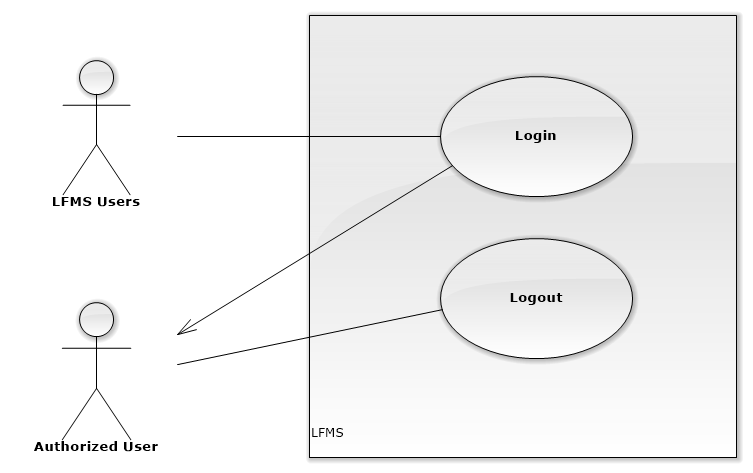 Login
LFMS Users
Logout
LFMS
Authorized User